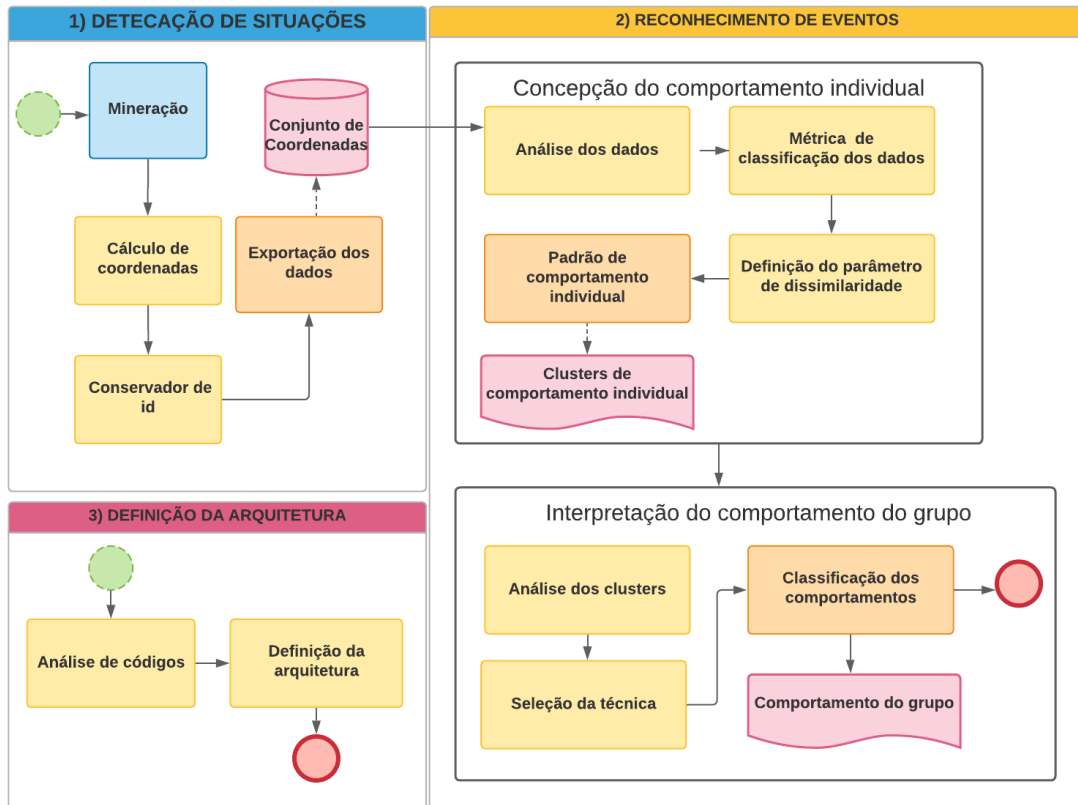 1) DETECAÇÃO DE SITUAÇÕES
Mineração
Cálculo de
coordenadas
Conservador de
id
Exportação dos
dados
Conjunto de
Coordenadas
2) RECONHECIMENTO DE EVENTOS
Concepção do comportamento individual
Análise dos dados
Métrica de
classificação dos dados
Definição do parâmetro
de dissimilaridade
Padrão de
comportamento
individual
Clusters de
comportamento individual
Interpretação do comportamento do grupo
Análise dos clusters
Seleção da técnica
Classificação dos
comportamentos
Comportamento do grupo
3) DEFINIÇÃO DA ARQUITETURA
Análise de códigos
Definição da
arquitetura